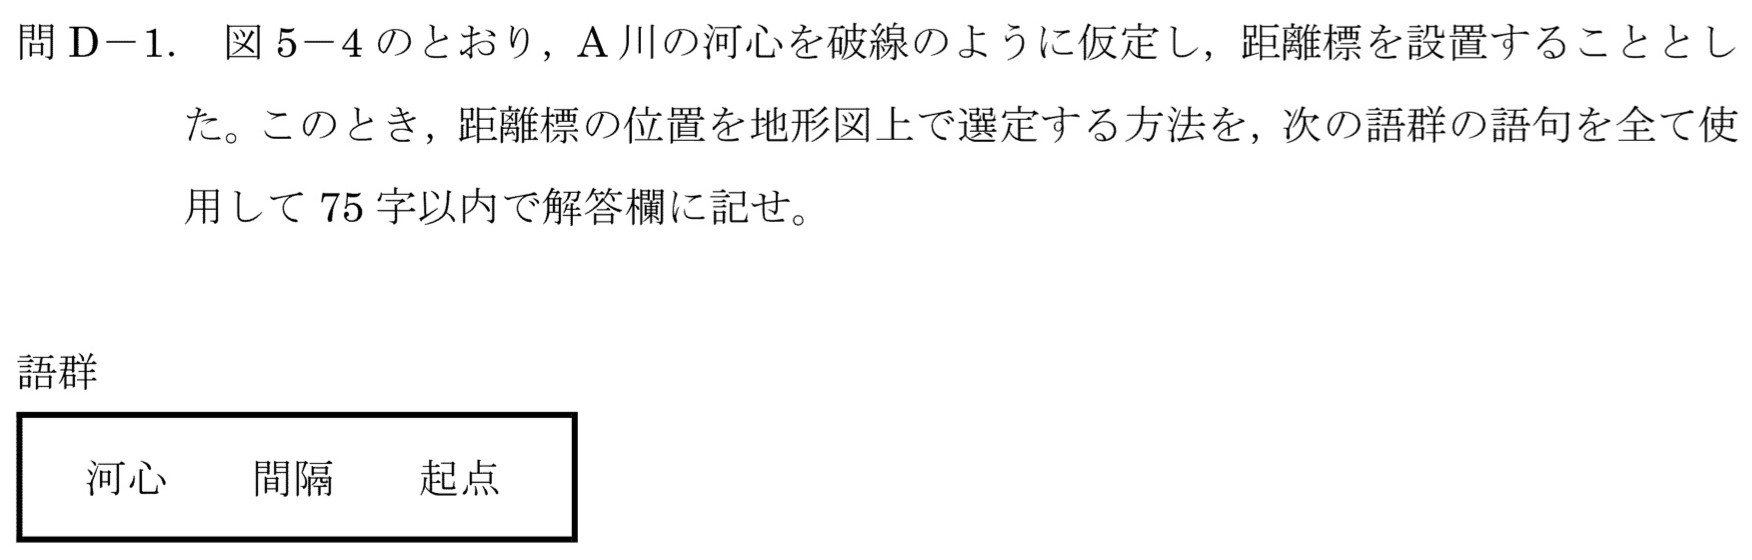 問 D－1． 図 5－4 のとおり，A 川の河心を破線のように仮定し，距離標を設置することとし
た。このとき，距離標の位置を地形図上で選定する方法を，次の語群の語句を全て使
用して 75 字以内で解答欄に記せ。
語群
河心 間隔 起点